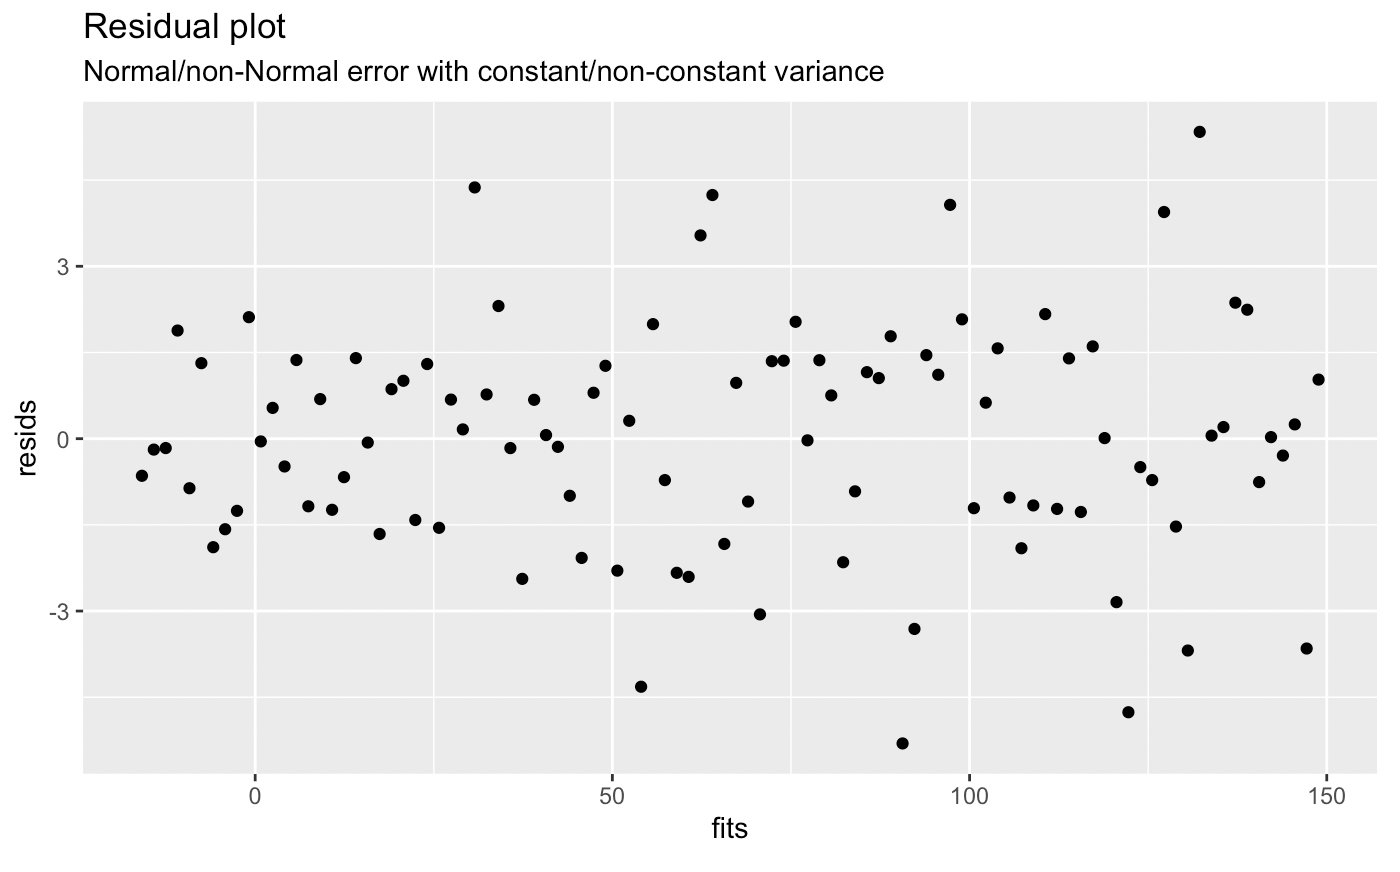 Residual plot
Normal/non-Normal error with constant/non-constant variance
resids
3
0
-3
0 50 100 150
fits